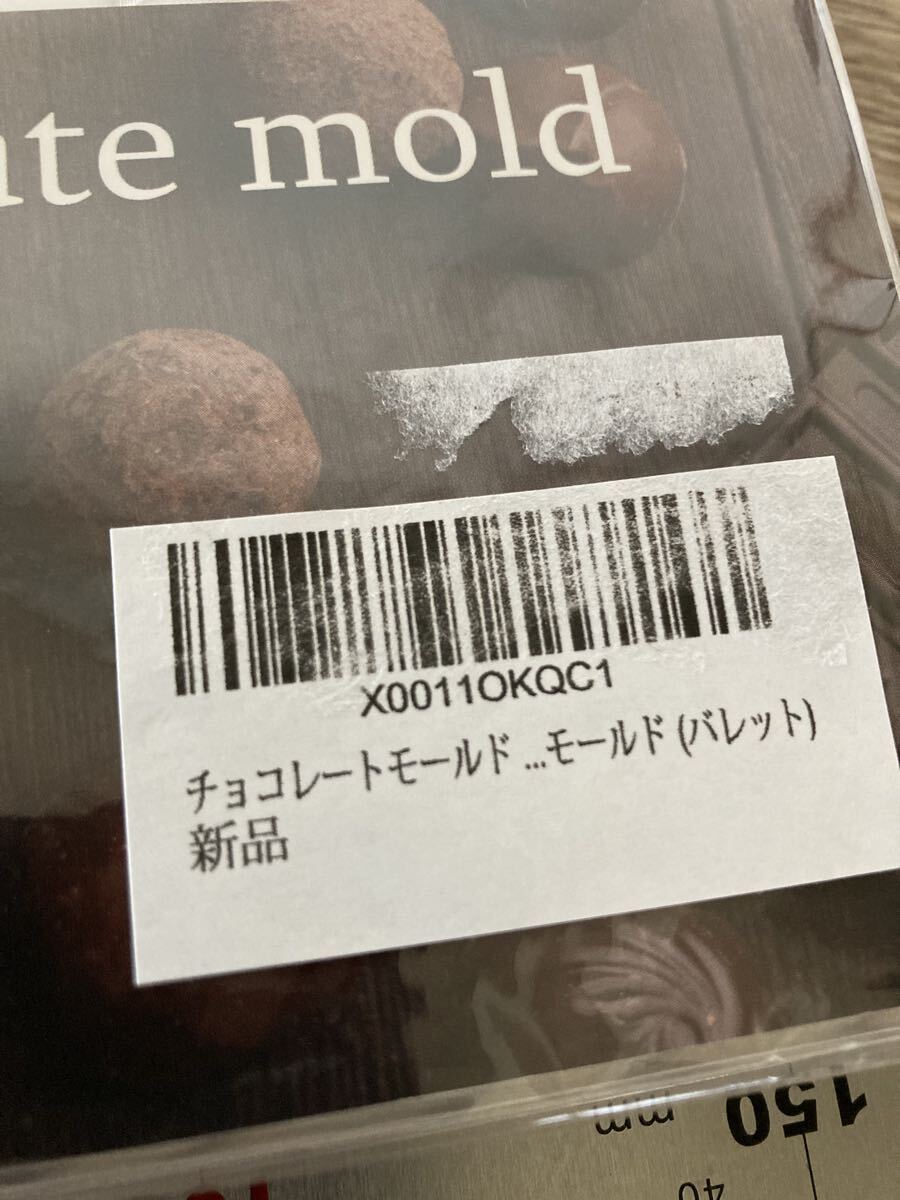 ate mold
X0011OKQC1
チョコレートモールド ...モールド (バレット)
新品
150
mm
40